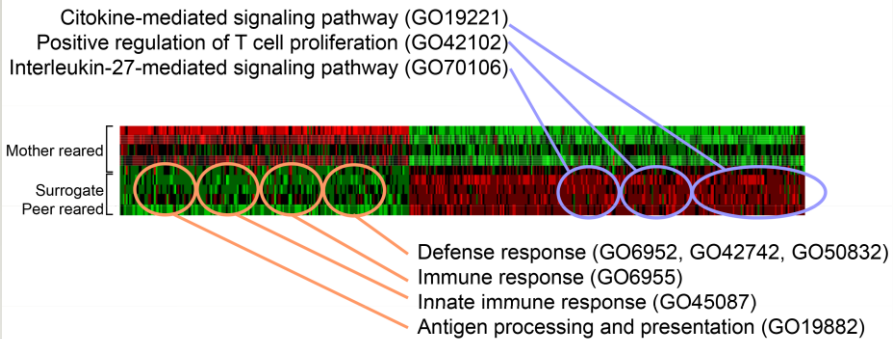 Citokine-mediated signaling pathway (GO19221)
Positive regulation of T cell proliferation (GO42102)
Interleukin-27-mediated signaling pathway (GO70106)
Mother reared
Surrogate
Peer reared
Defense response (GO6952, GO42742, GO50832)
Immune response (GO6955)
Innate immune response (GO45087)
Antigen processing and presentation (GO19882)